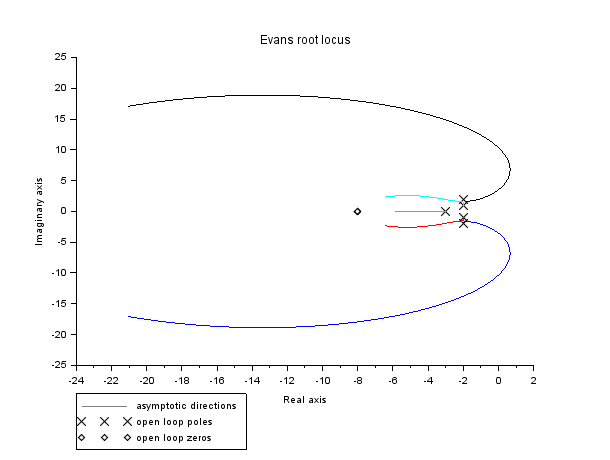 Evans root locus
25
20
15
10
5
0
-5
-10
-15
-20
-25
Imaginary axis
-24 -22 -20 -18 -16 -14 -12 -10 -8 -6 -4 -2 0 2
Real axis
asymptotic directions
open loop poles
open loop zeros